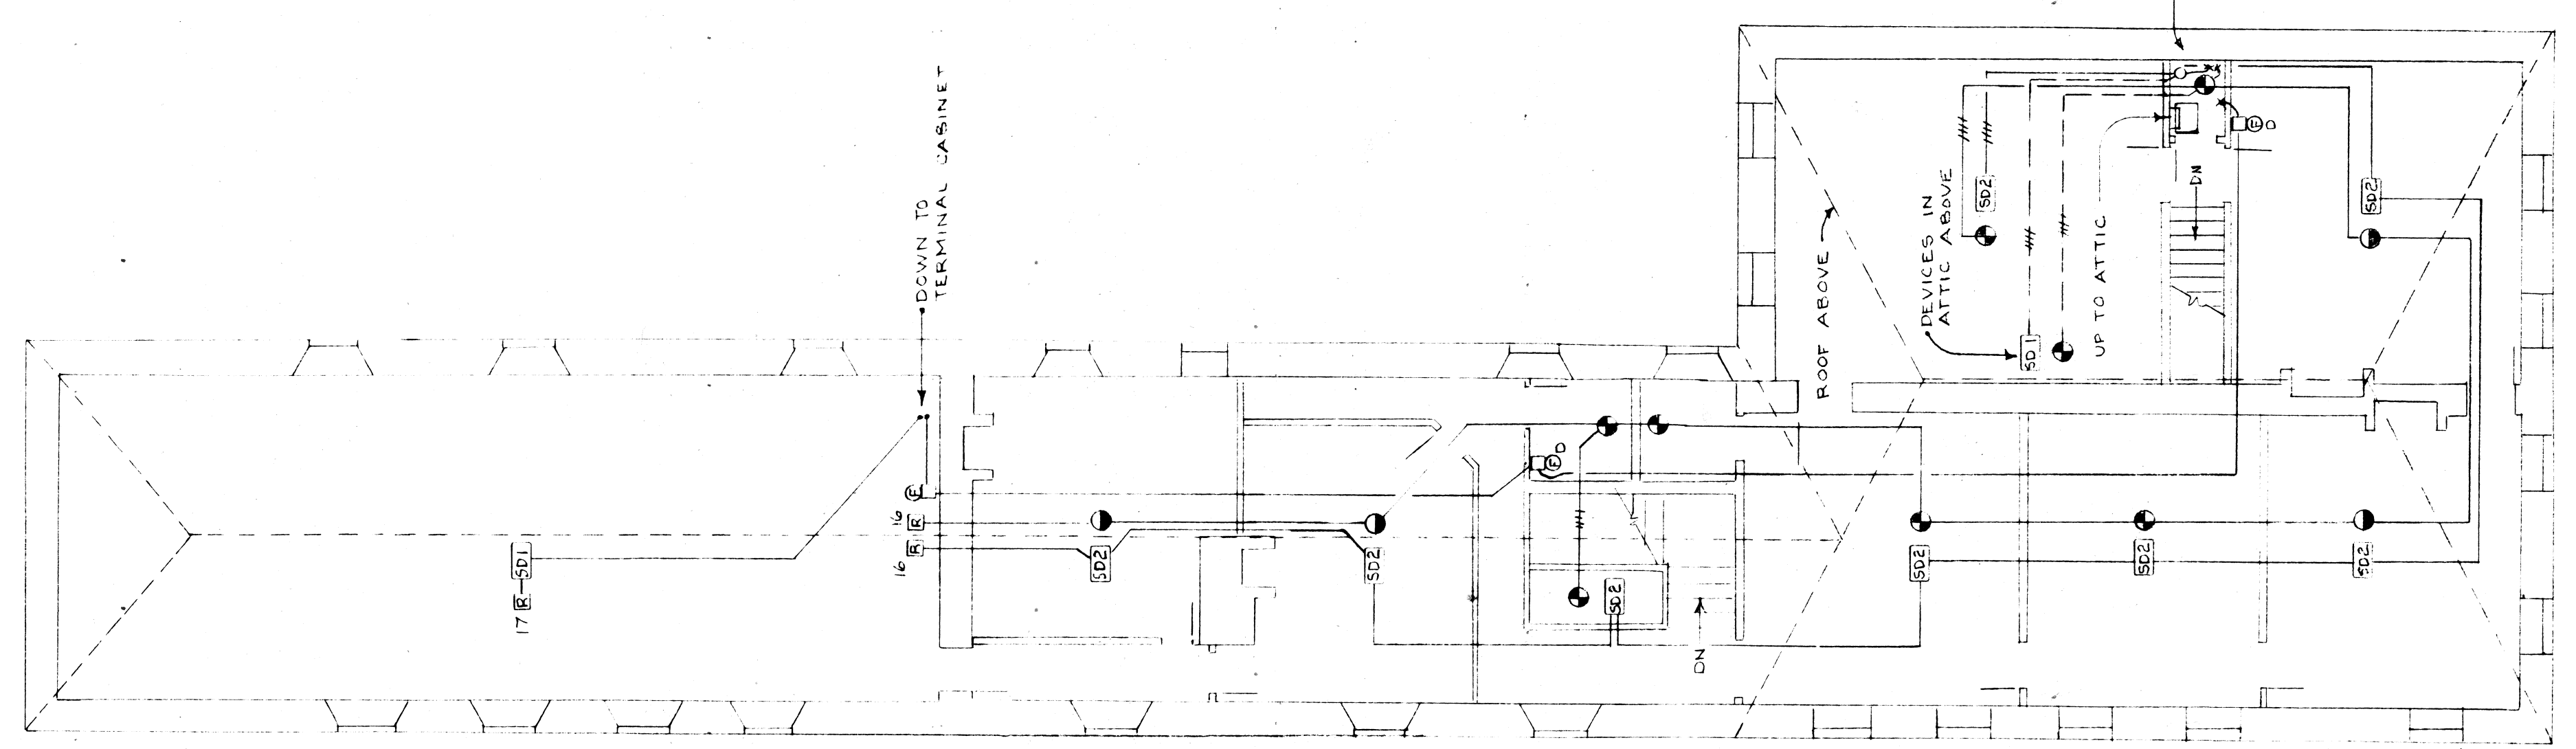 DOWN TO
TERMINAL CABINET
17
R
SD1
16
R
16
R
F
SD2
SD2
F
D
SD2
DN
ROOF ABOVE
DEVICES IN
ATTIC ABOVE
SD2
SD1
UP TO ATTIC
DN
F
D
SD2
SD2
SD2
SD2